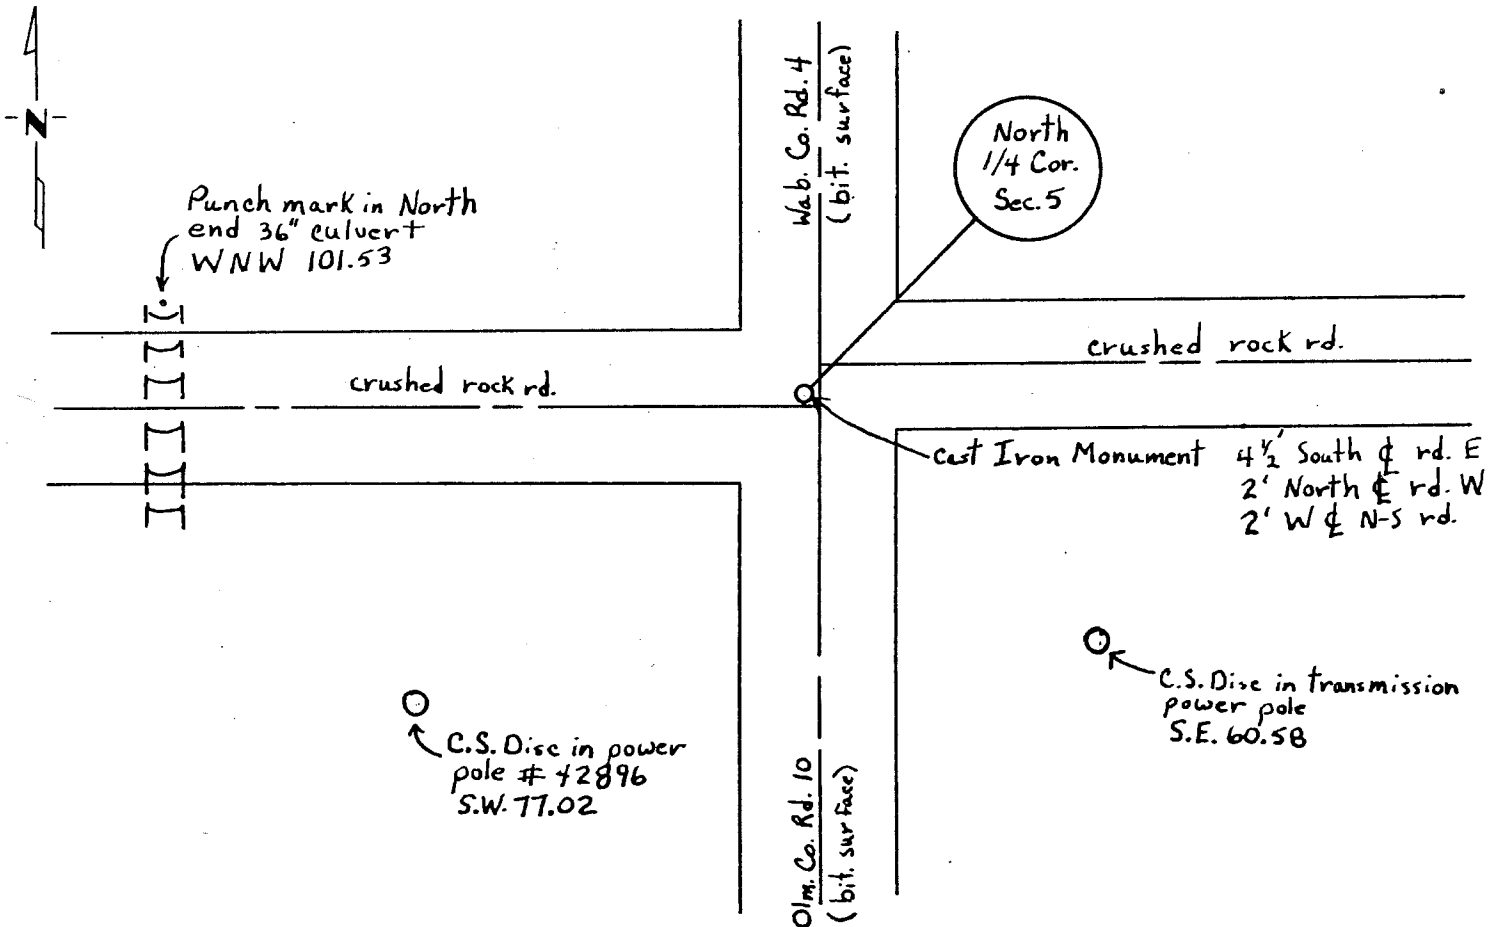 N
Wab. Co. Rd. 4
(bit. surface)
North
1/4 Cor.
Sec. 5
Punch mark in North
end 36" culvert
WNW 101.53
crushed rock rd.
crushed rock rd.
Cast Iron Monument 4½' South ℄ rd. E
2' North ℄ rd. W
2' W ℄ N-S rd.
C.S. Disc in transmission
power pole
S.E. 60.58
C.S. Disc in power
pole # 42896
S.W. 77.02
Olm. Co. Rd. 10
(bit. surface)